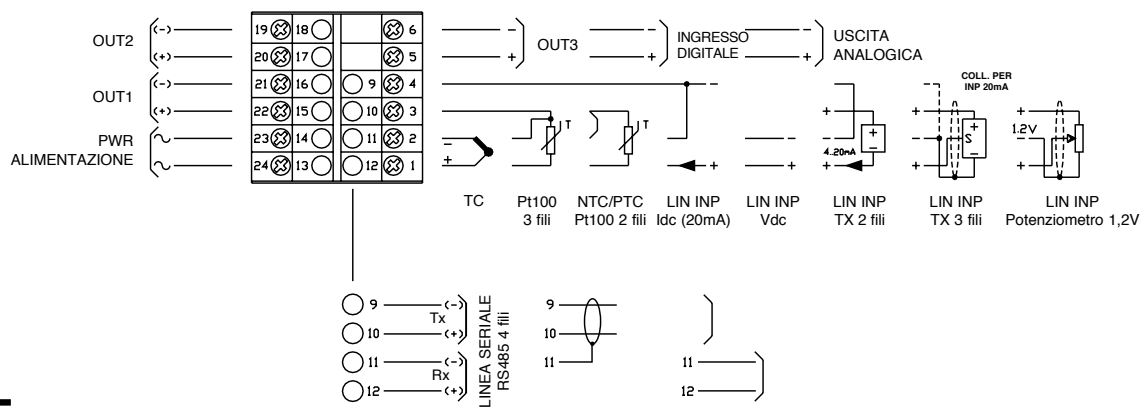 OUT2
(-)
(+)
OUT1
(-)
(+)
PWR
ALIMENTAZIONE
19 18 6
20 17 5
21 16 9 4
22 15 10 3
23 14 11 2
24 13 12 1
-
+
OUT3
-
+
INGRESSO
DIGITALE
-
+
USCITA
ANALOGICA
COLL. PER
INP 20mA
- + + - + - +
T
T
-
+
+
-
4..20mA
+
S
-
1.2V
+
+
+
+
TC
Pt100
3 fili
NTC/PTC
Pt100 2 fili
LIN INP
Idc (20mA)
LIN INP
Vdc
LIN INP
TX 2 fili
LIN INP
TX 3 fili
LIN INP
Potenziometro 1,2V
9 (-)
Tx
10 (+)
11 (-)
Rx
12 (+)
LINEA SERIALE
RS485 4 fili
9
10
11
11
12